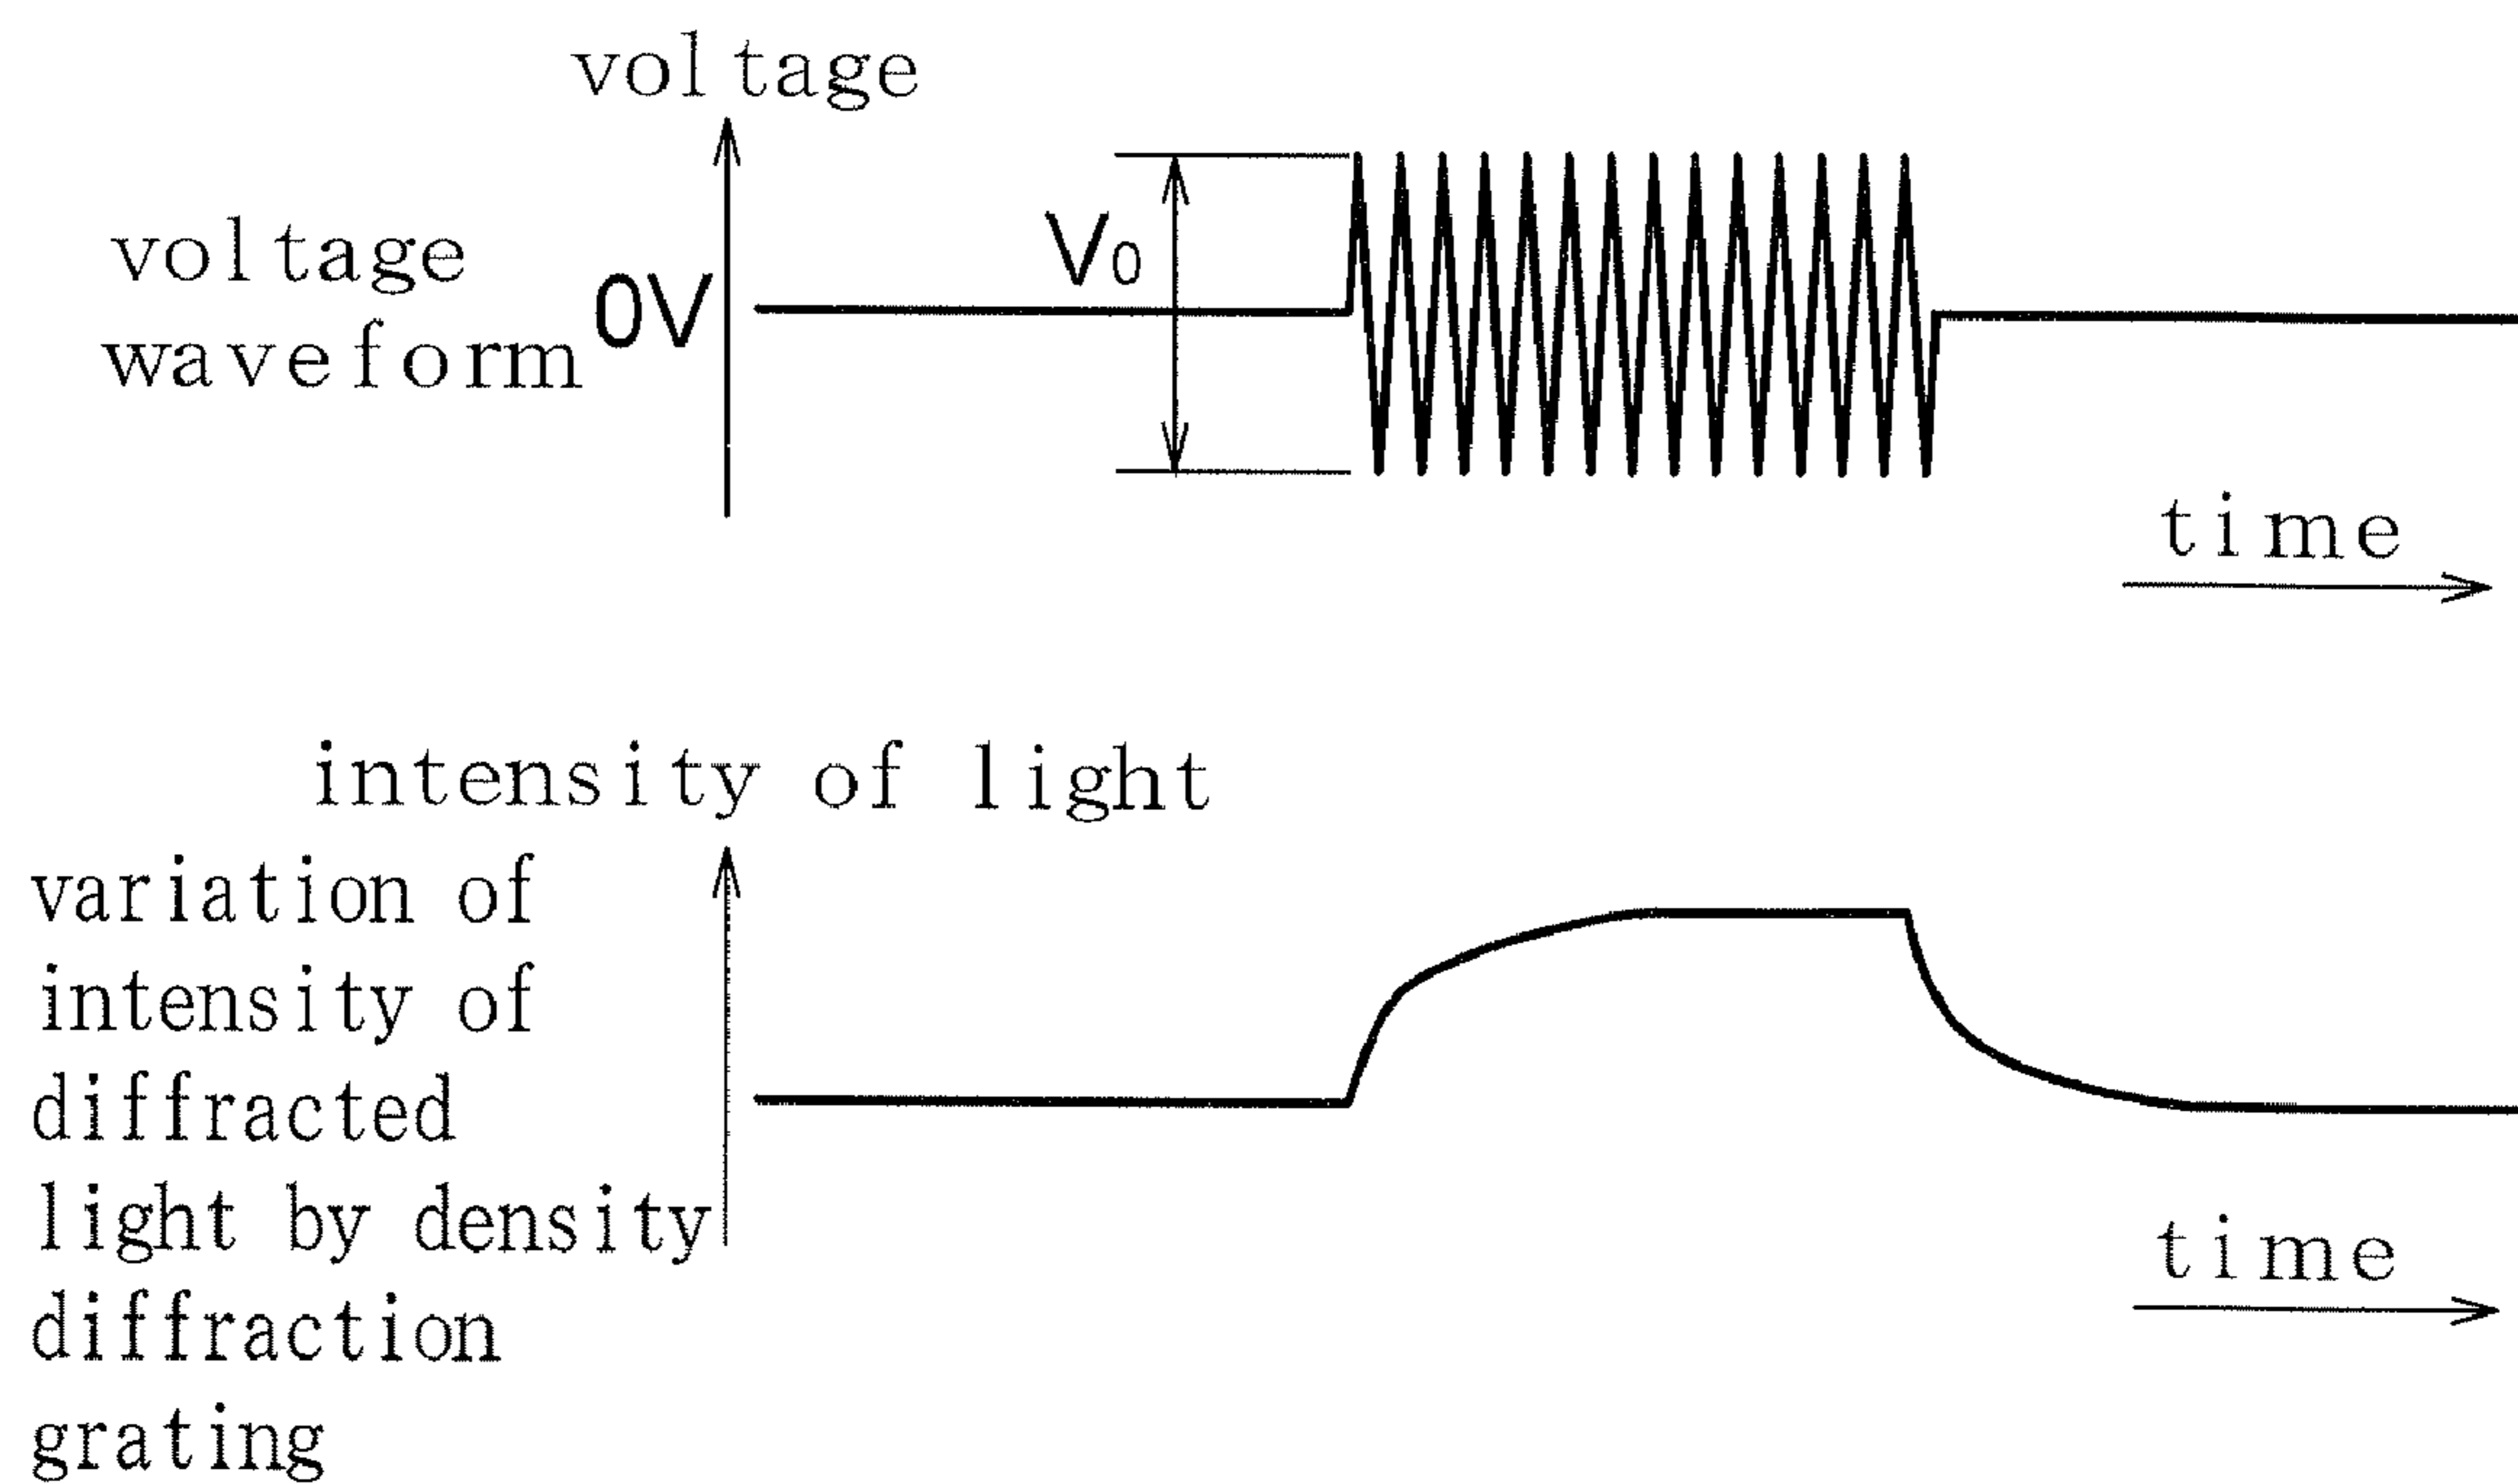 voltage
voltage
waveform
0V
V0
time
intensity of light
variation of
intensity of
diffracted
light by density
diffraction
grating
time